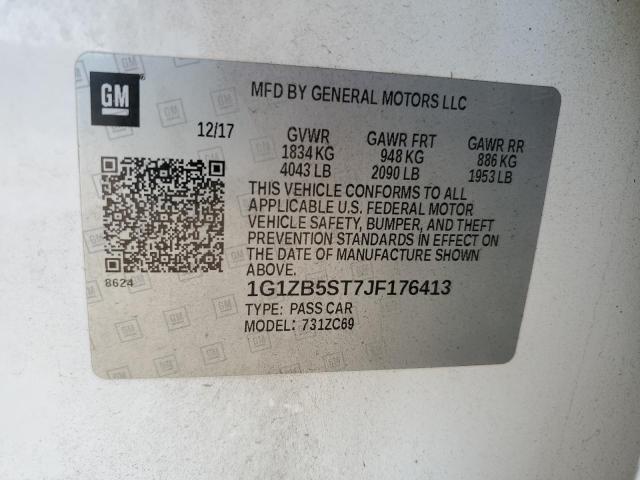 GM
MFD BY GENERAL MOTORS LLC
12/17 GVWR GAWR FRT GAWR RR
1834 KG 948 KG 886 KG
4043 LB 2090 LB 1953 LB
THIS VEHICLE CONFORMS TO ALL
APPLICABLE U.S. FEDERAL MOTOR
VEHICLE SAFETY, BUMPER, AND THEFT
PREVENTION STANDARDS IN EFFECT ON
THE DATE OF MANUFACTURE SHOWN
ABOVE.
8624
1G1ZB5ST7JF176413
TYPE: PASS CAR
MODEL: 731ZC69